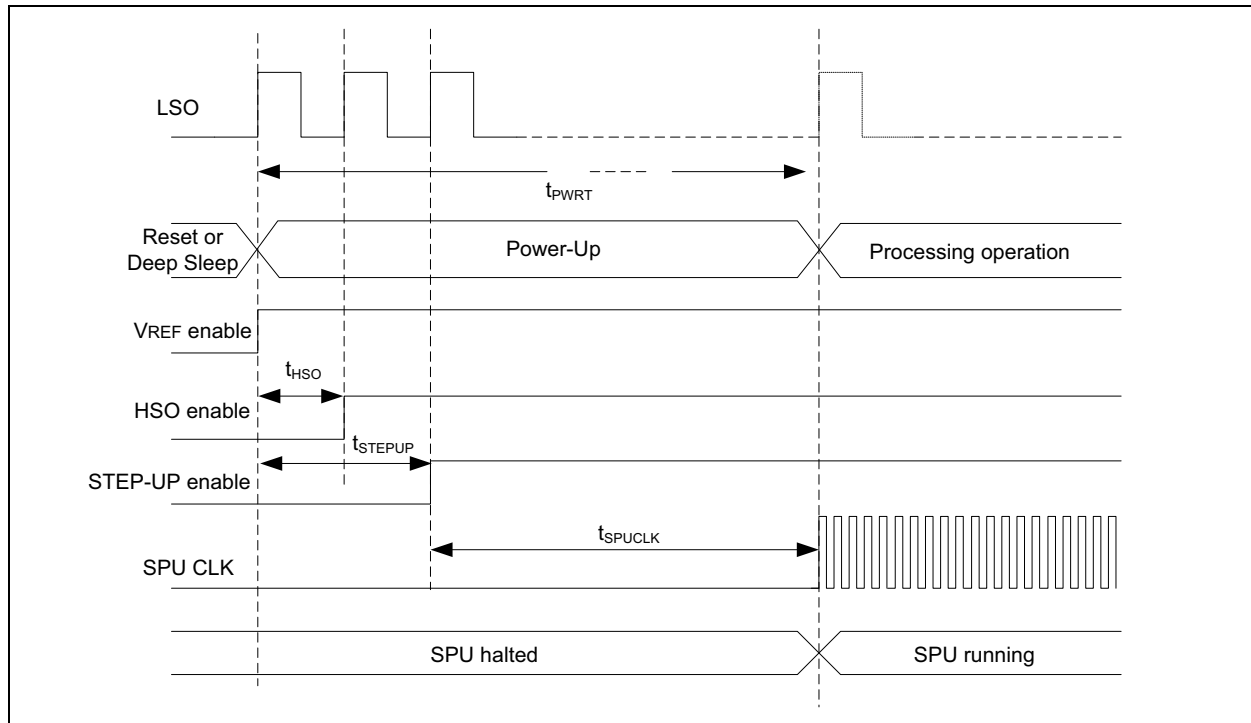 LSO
tPWRT
Reset or
Deep Sleep
Power-Up
Processing operation
VREF enable
tHSO
HSO enable
tSTEPUP
STEP-UP enable
tSPUCLK
SPU CLK
SPU halted
SPU running